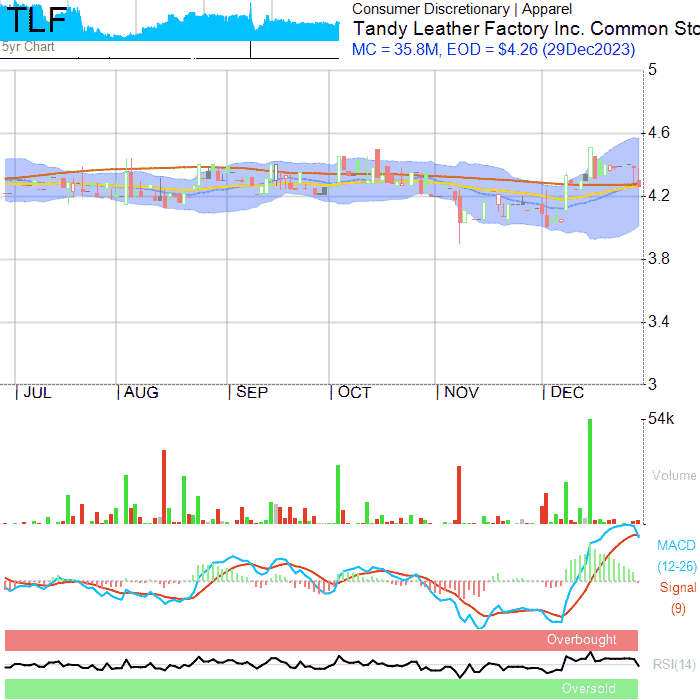 TLF
5yr Chart
Consumer Discretionary | Apparel
Tandy Leather Factory Inc. Common Sto
MC = 35.8M, EOD = $4.26 (29Dec2023)
5
4.6
4.2
3.8
3.4
3
| JUL | AUG | SEP | OCT | NOV | DEC
54k
Volume
MACD
(12-26)
Signal
(9)
Overbought
RSI(14)
Oversold